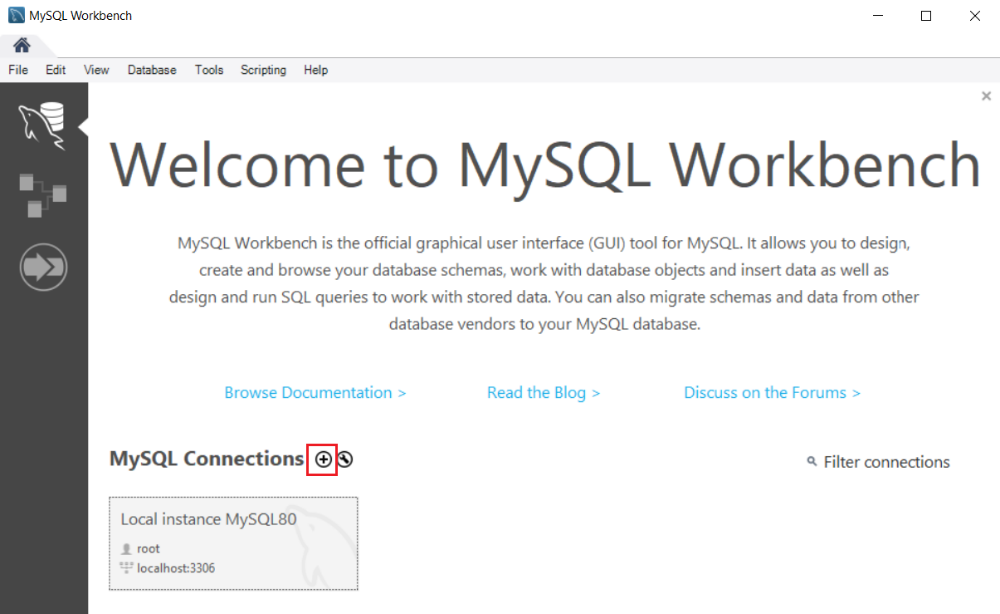 MySQL Workbench
File Edit View Database Tools Scripting Help
Welcome to MySQL Workbench
MySQL Workbench is the official graphical user interface (GUI) tool for MySQL. It allows you to design,
create and browse your database schemas, work with database objects and insert data as well as
design and run SQL queries to work with stored data. You can also migrate schemas and data from other
database vendors to your MySQL database.
Browse Documentation > Read the Blog > Discuss on the Forums >
MySQL Connections Filter connections
Local instance MySQL80
root
localhost:3306